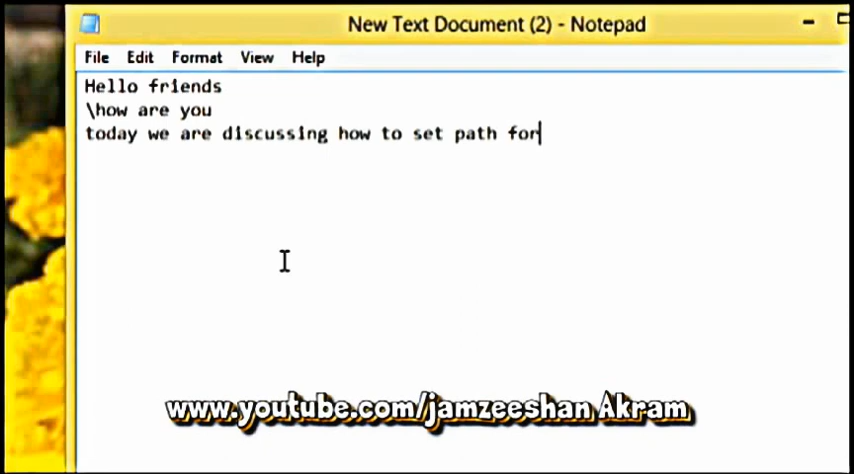 New Text Document (2) - Notepad
File Edit Format View Help
Hello friends
\how are you
today we are discussing how to set path for
www.youtube.com/jamzeeshan Akram